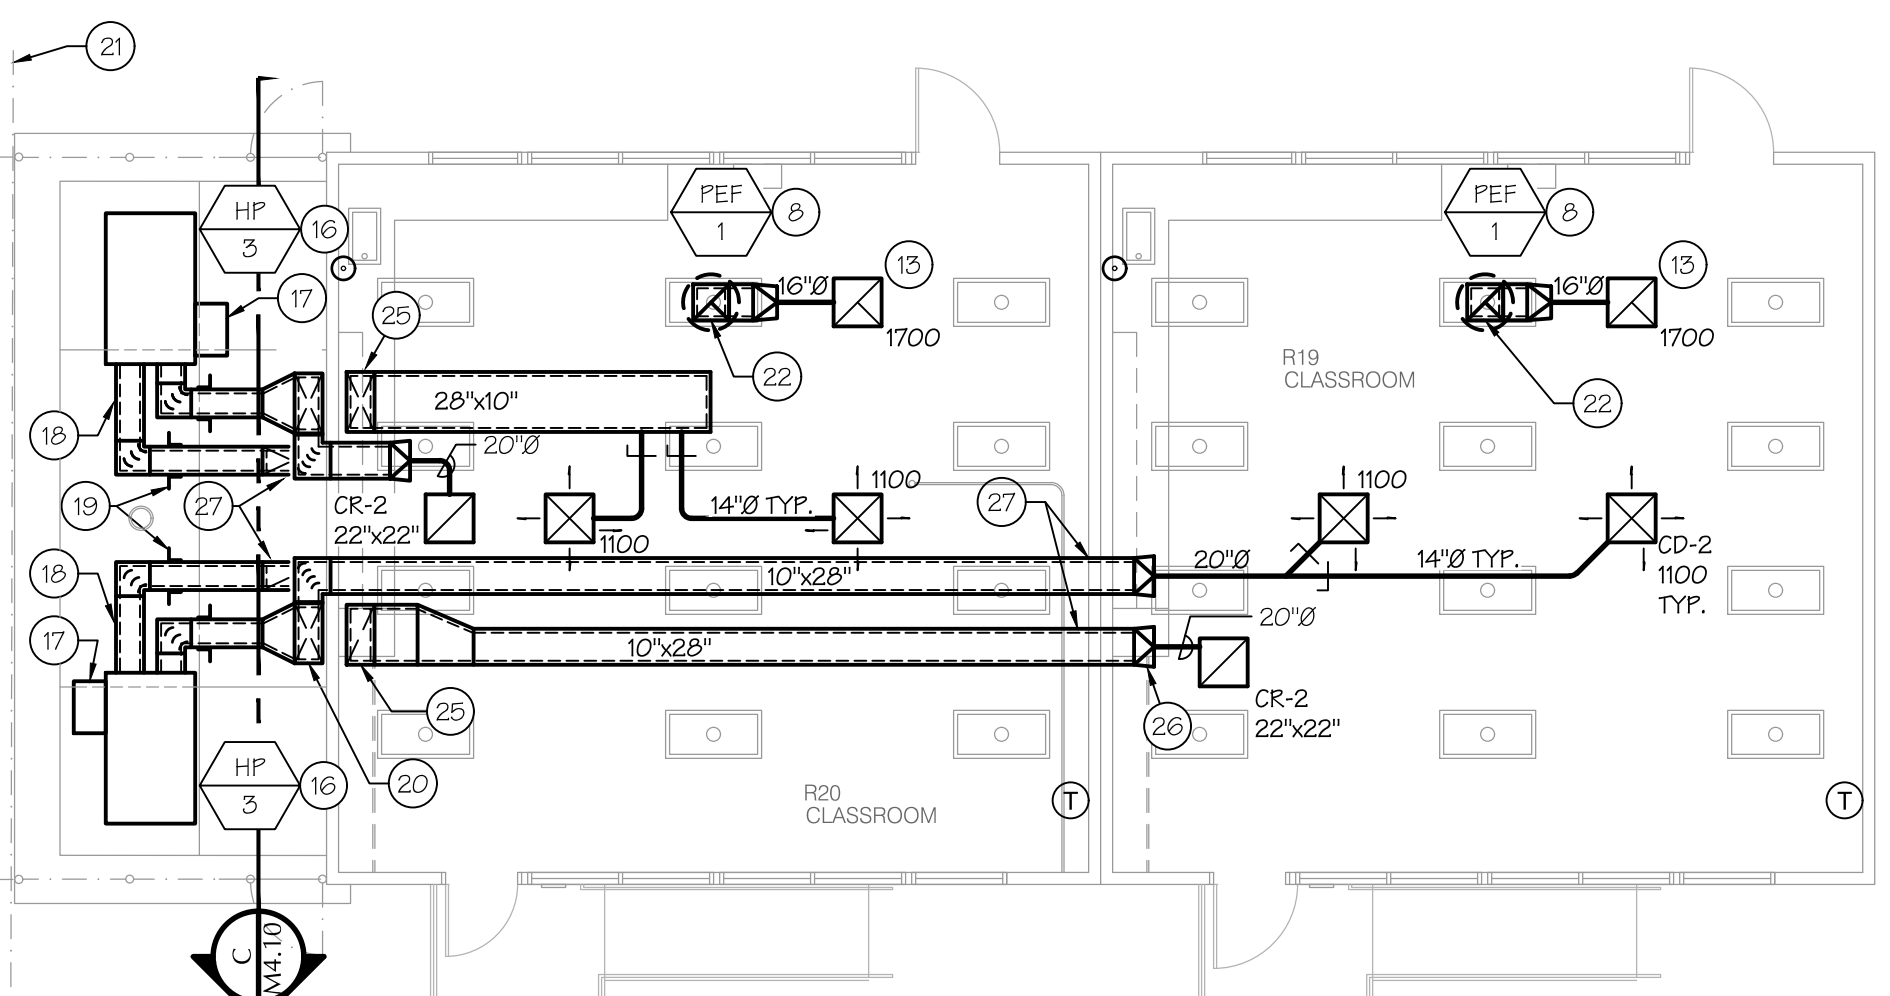 21
HP
3
16
PEF
1
8
PEF
1
8
13
13
17
16"Ø
16"Ø
25
1700
1700
22
R19
CLASSROOM
22
28"x10"
18
20"Ø
1100
1100
19
27
CR-2
22"x22"
14"Ø TYP.
27
1100
20"Ø
14"Ø TYP.
CD-2
1100
TYP.
18
10"x28"
20"Ø
17
10"x28"
25
26
CR-2
22"x22"
HP
3
16
20
R20
CLASSROOM
T
T
C
M4.10